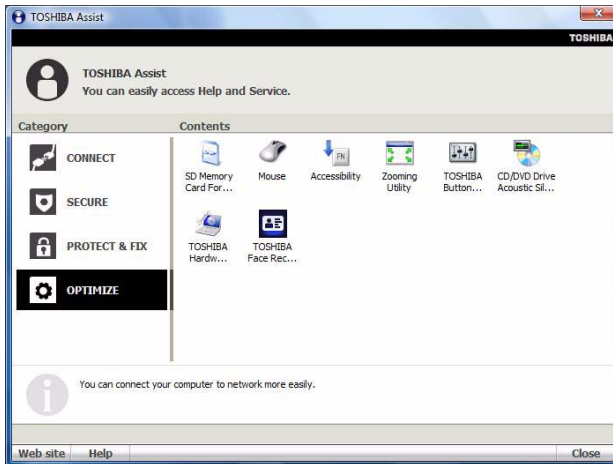 TOSHIBA Assist
TOSHIBA
TOSHIBA Assist
You can easily access Help and Service.
Category
Contents
CONNECT
SECURE
PROTECT & FIX
OPTIMIZE
SD Memory
Card For...
Mouse
Accessibility
FN
Zooming
Utility
TOSHIBA
Button...
CD/DVD Drive
Acoustic Sil...
TOSHIBA
Hardw...
TOSHIBA
Face Rec...
You can connect your computer to network more easily.
Web site
Help
Close